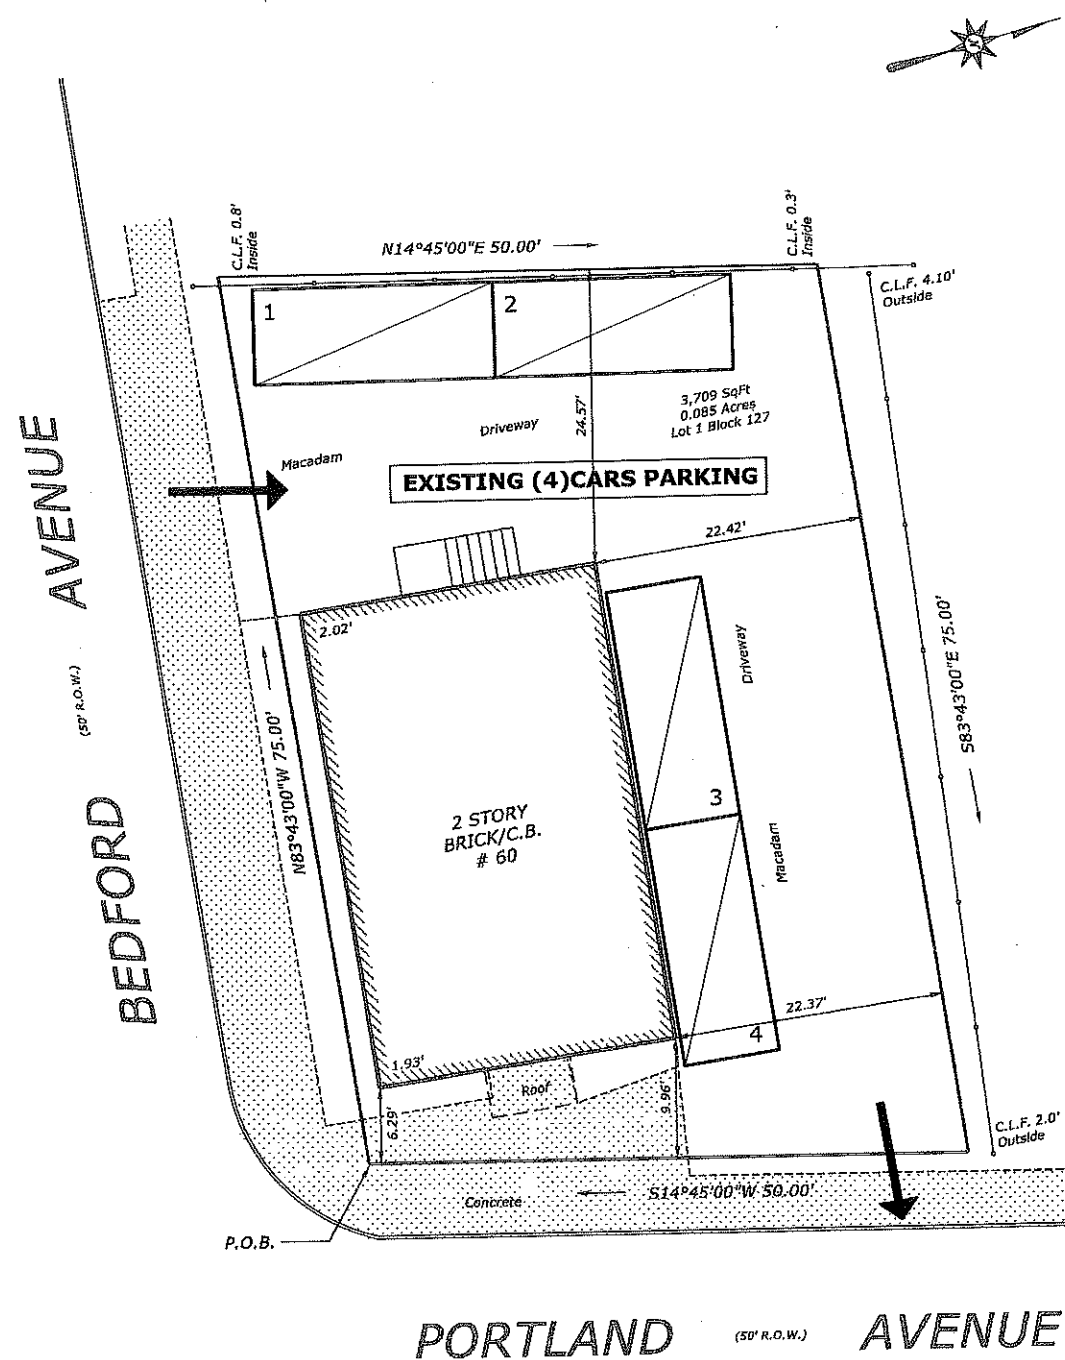 N
C.L.F. 0.8'
Inside
N14°45'00"E 50.00'
C.L.F. 0.3'
Inside
C.L.F. 4.10'
Outside
1
2
24.57'
3,709 SqFt
0.085 Acres
Lot 1 Block 127
Driveway
Macadam
EXISTING (4)CARS PARKING
22.42'
2.02'
Driveway
BEDFORD AVENUE
(50' R.O.W.)
N83°43'00"W 75.00'
S83°43'00"E 75.00'
2 STORY
BRICK/C.B.
# 60
3
Macadam
22.37'
4
1.93'
Roof
6.29'
9.96'
C.L.F. 2.0'
Outside
Concrete
S14°45'00"W 50.00'
P.O.B.
PORTLAND (50' R.O.W.) AVENUE